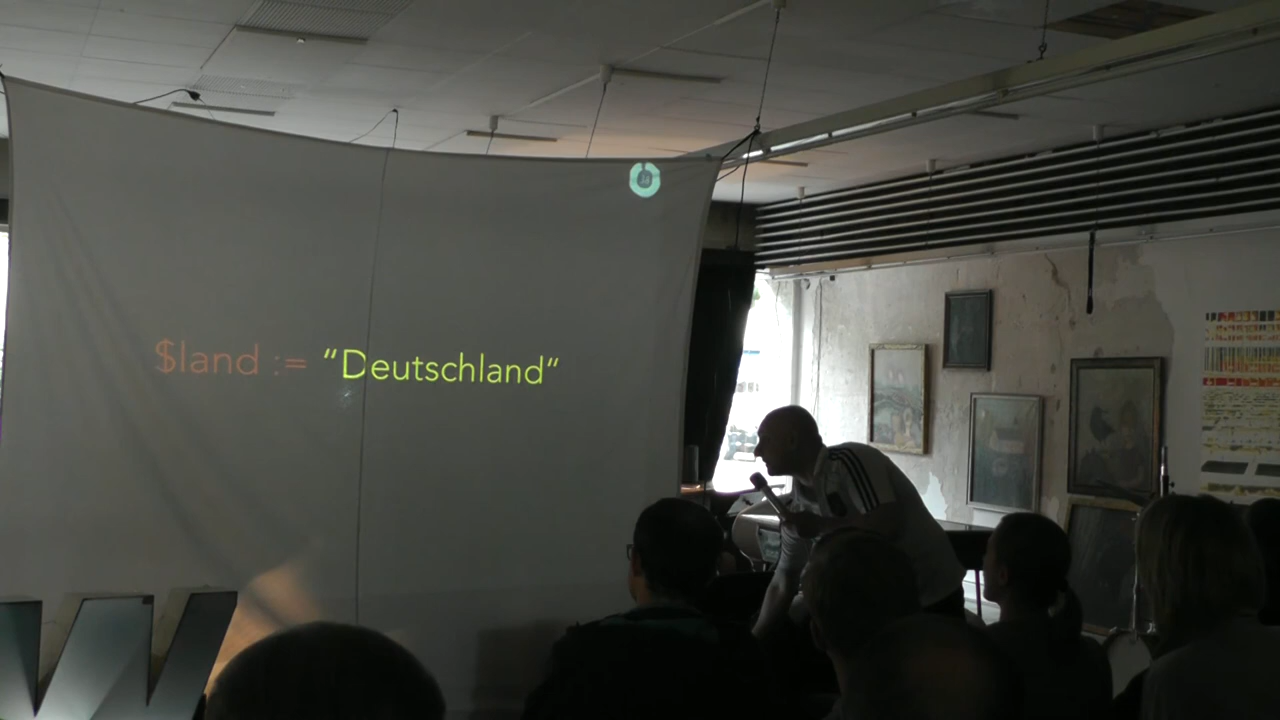 $land := “Deutschland“
W